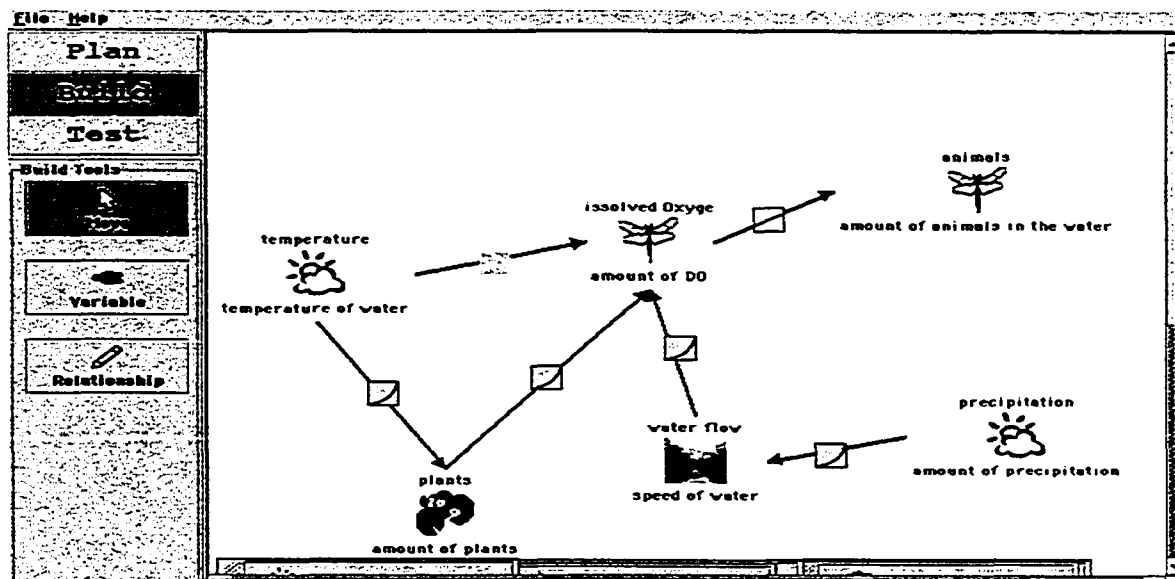 File Help
Plan
Build
Test
Build Tools
Move
Variable
Relationship
animals
amount of animals in the water
issolved Oxyge
amount of DO
temperature
temperature of water
precipitation
amount of precipitation
water flow
speed of water
plants
amount of plants